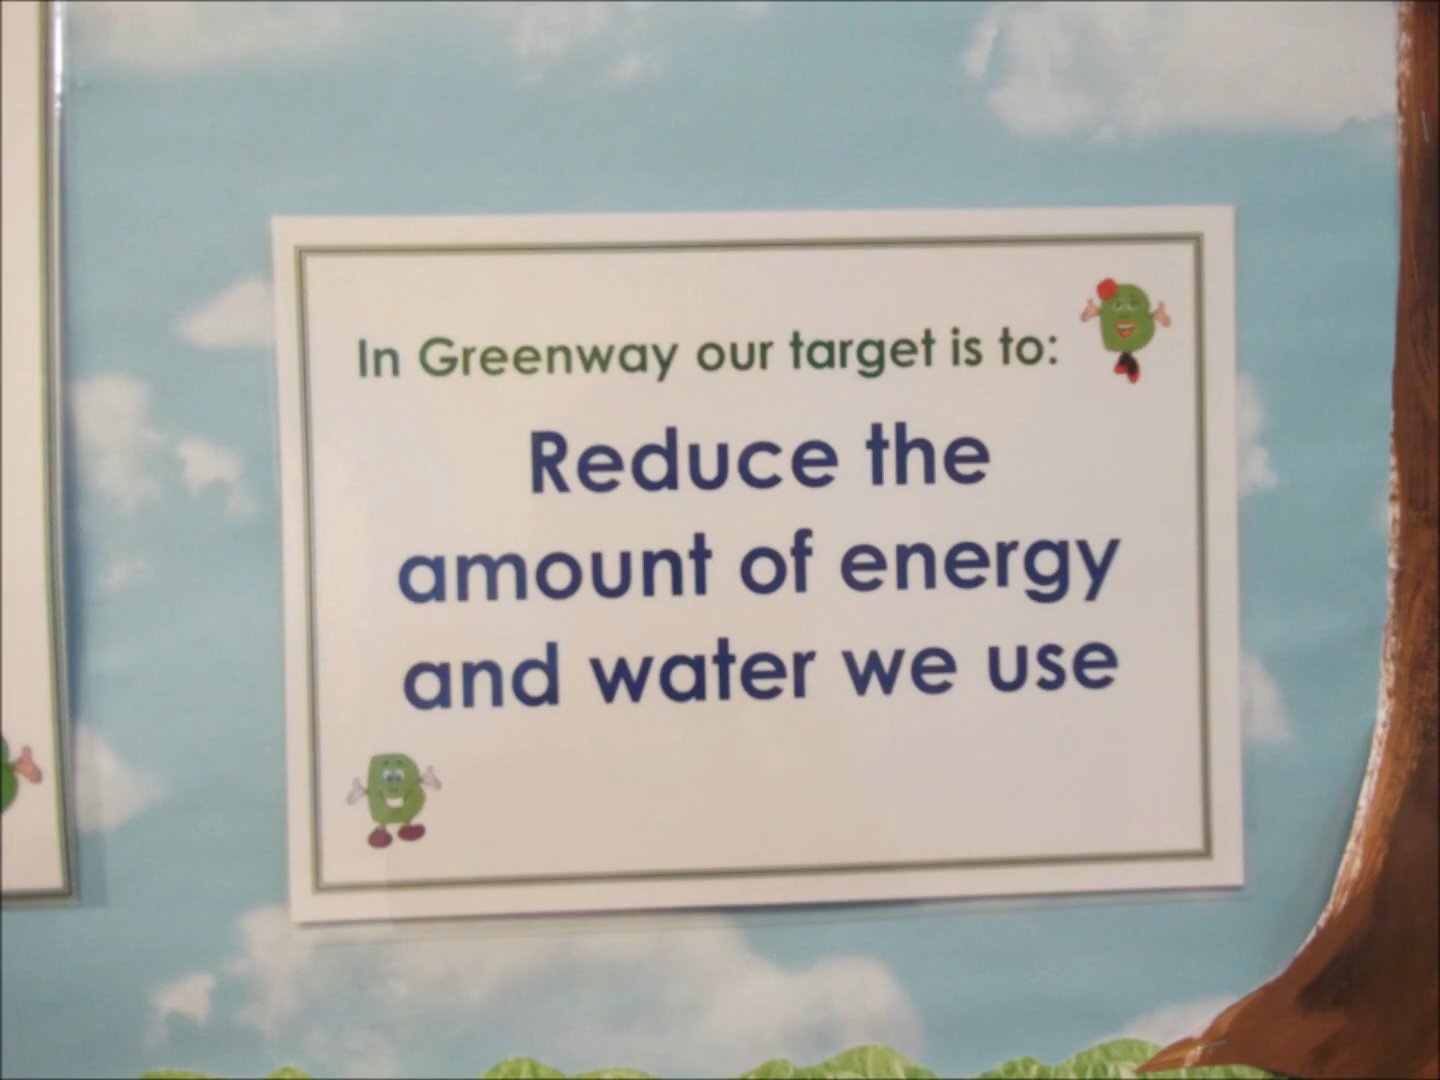 In Greenway our target is to:
Reduce the
amount of energy
and water we use